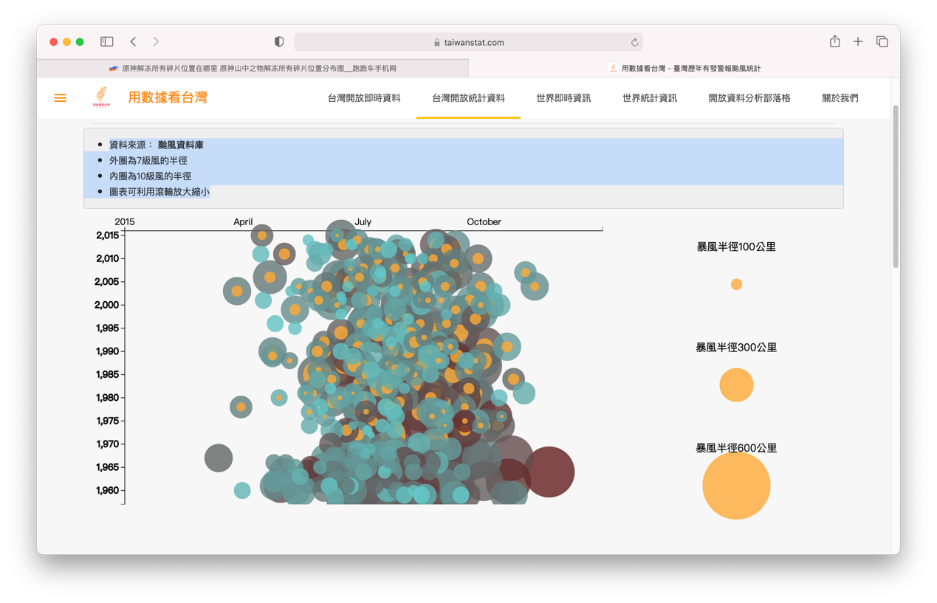 taiwanstat.com
原神解冻所有碎片位置在哪里 原神山中之物解冻所有碎片位置分布图__跑跑车手机网
用數據看台灣 - 臺灣歷年有發警報颱風統計
用數據看台灣
台灣開放即時資料
台灣開放統計資料
世界即時資訊
世界統計資訊
開放資料分析部落格
關於我們
資料來源： 颱風資料庫
外圈為7級風的半徑
內圈為10級風的半徑
圖表可利用滾輪放大縮小
2015 April July October
2,015
2,010
2,005
2,000
1,995
1,990
1,985
1,980
1,975
1,970
1,965
1,960
暴風半徑100公里
暴風半徑300公里
暴風半徑600公里